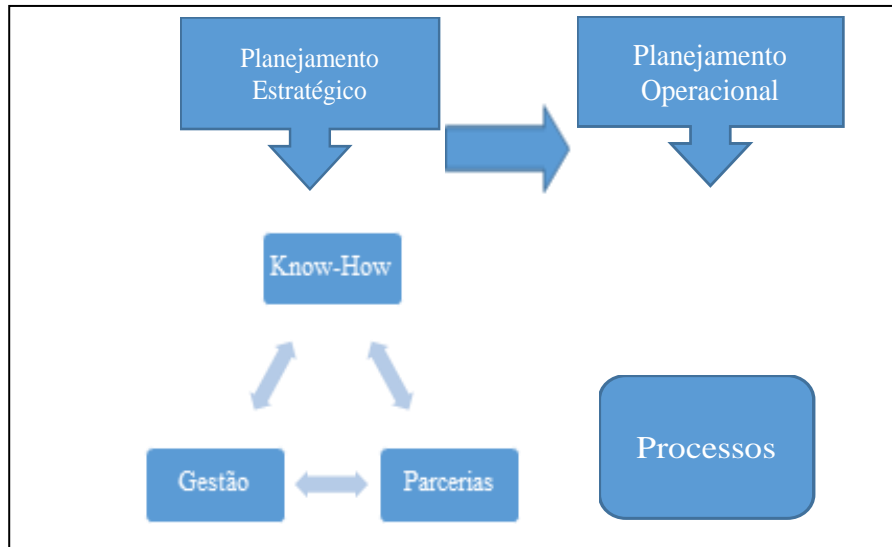 Planejamento
Estratégico
Planejamento
Operacional
Know-How
Gestão
Parcerias
Processos